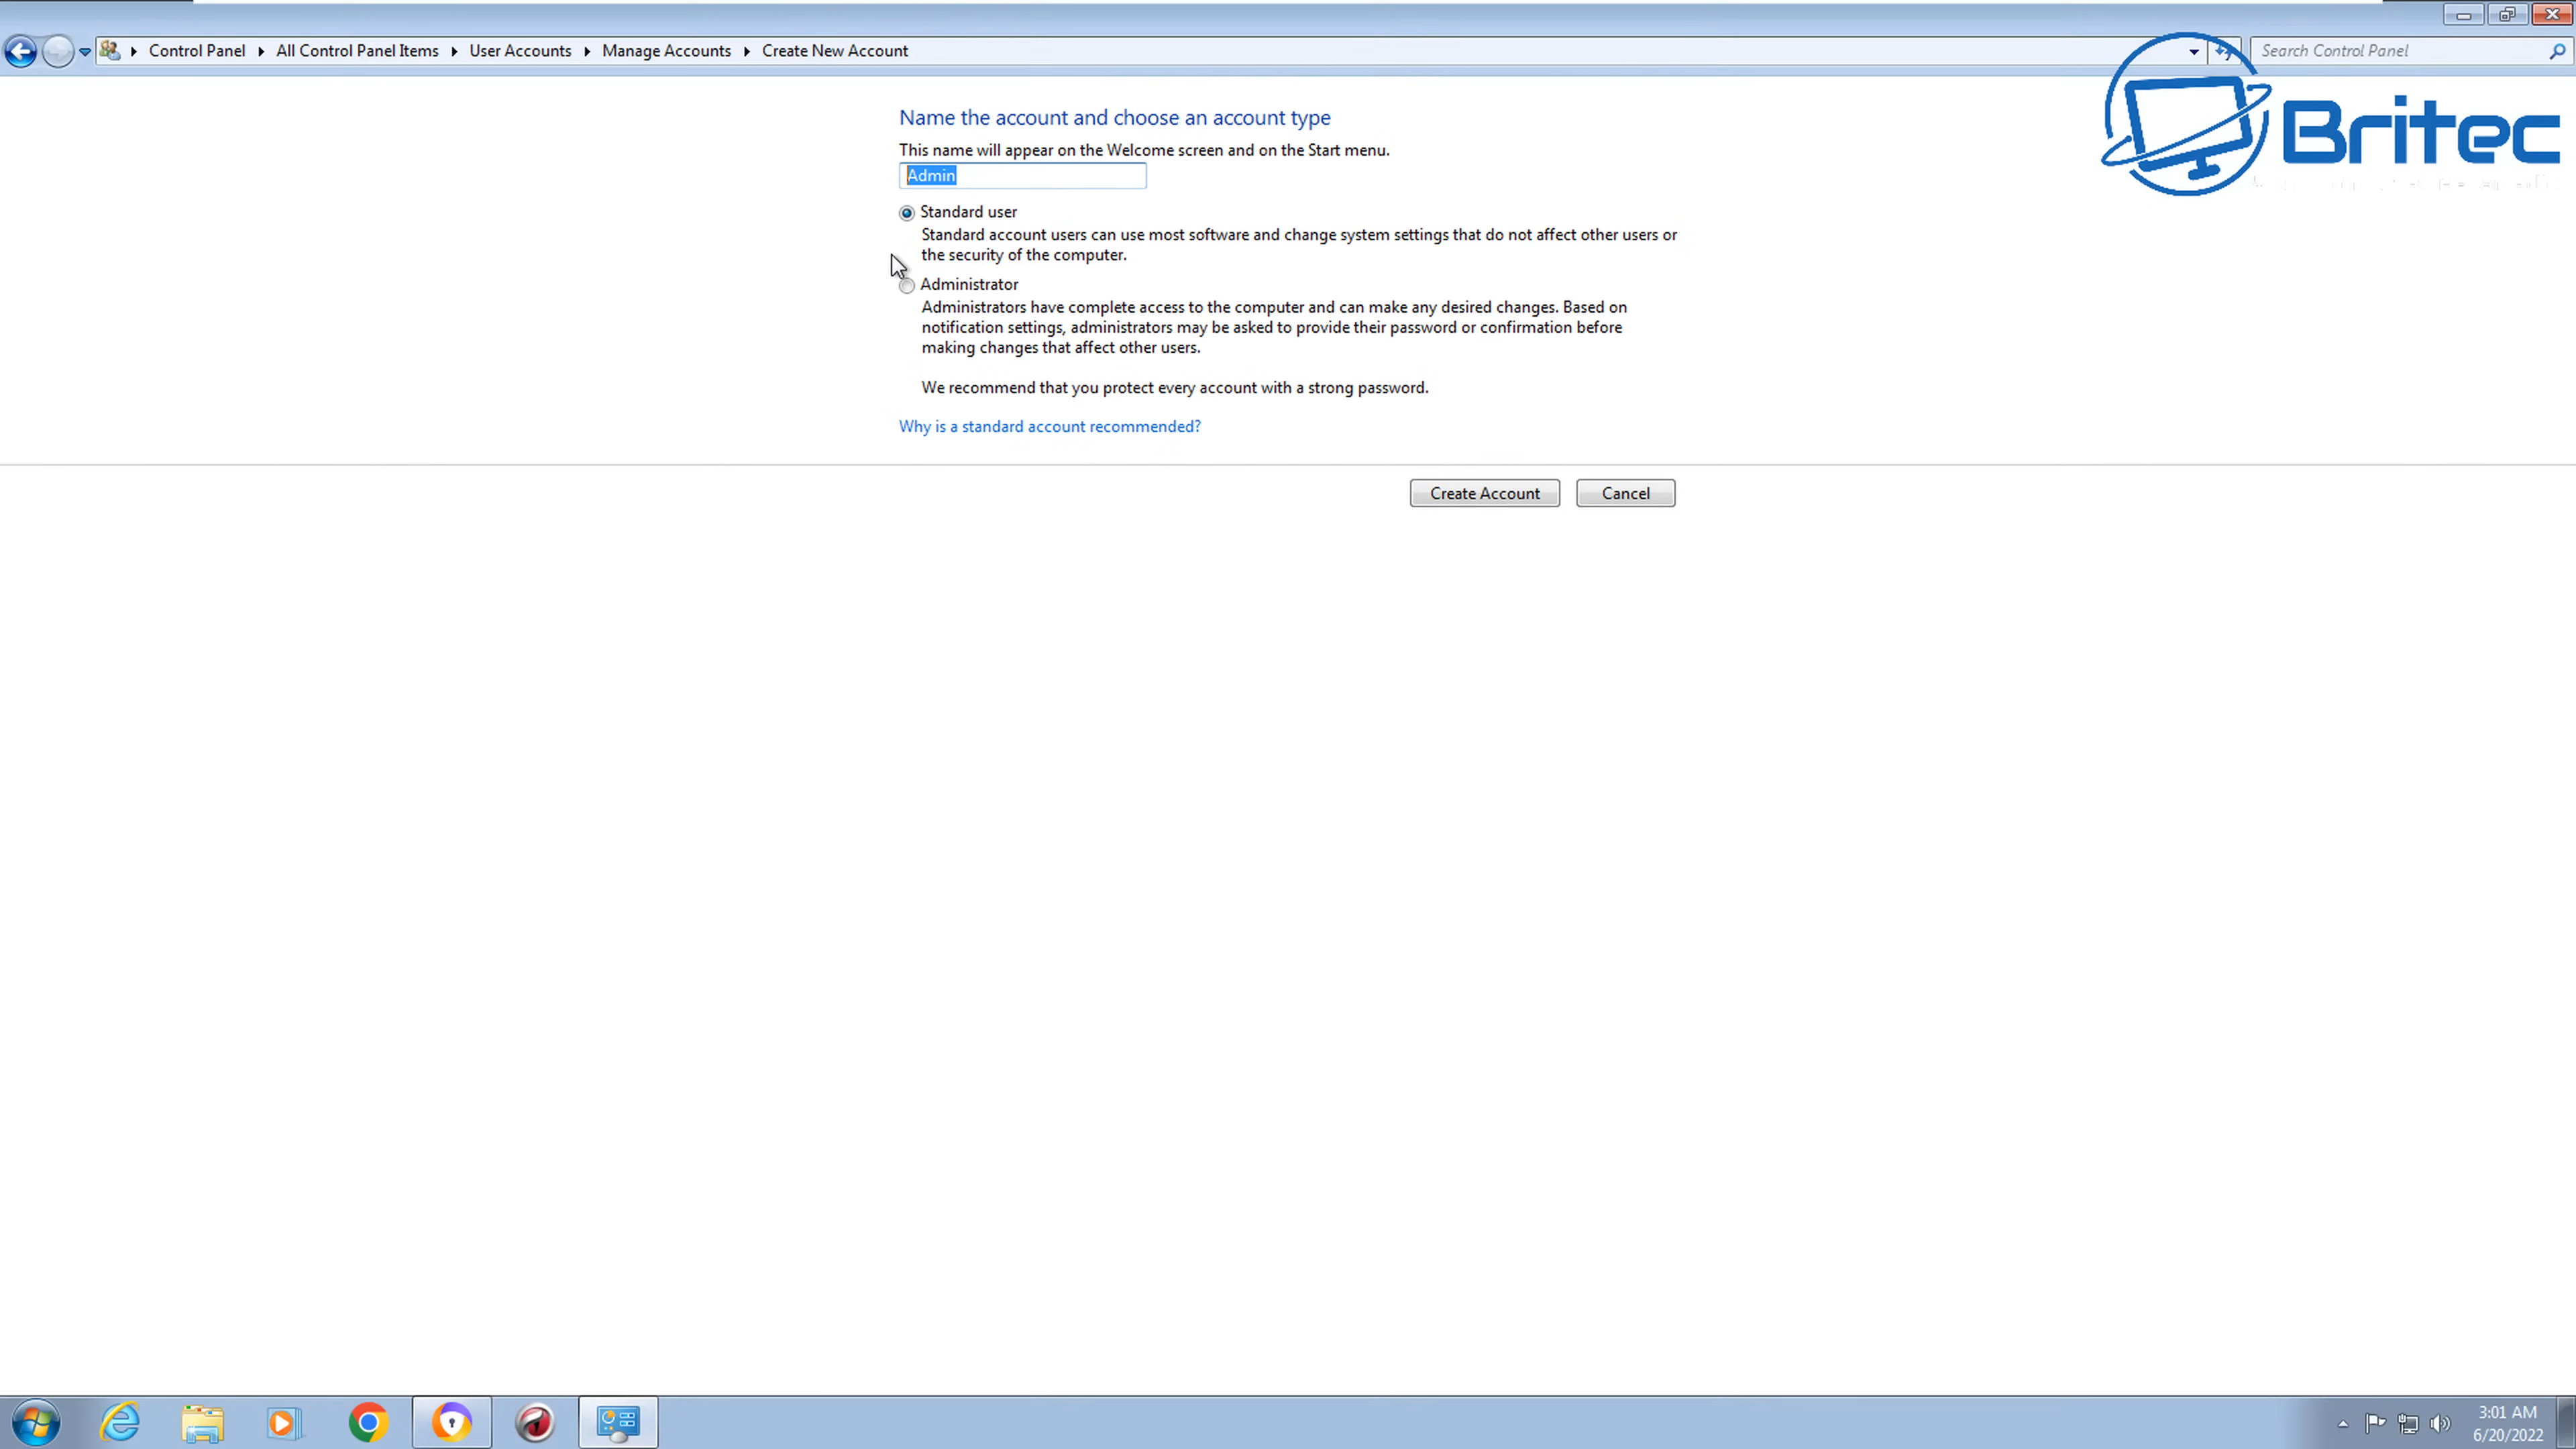 Control Panel ▸ All Control Panel Items ▸ User Accounts ▸ Manage Accounts ▸ Create New Account
Search Control Panel
Britec
Name the account and choose an account type
This name will appear on the Welcome screen and on the Start menu.
Admin
Standard user
Standard account users can use most software and change system settings that do not affect other users or
the security of the computer.
Administrator
Administrators have complete access to the computer and can make any desired changes. Based on
notification settings, administrators may be asked to provide their password or confirmation before
making changes that affect other users.
We recommend that you protect every account with a strong password.
Why is a standard account recommended?
Create Account
Cancel
3:01 AM
6/20/2022